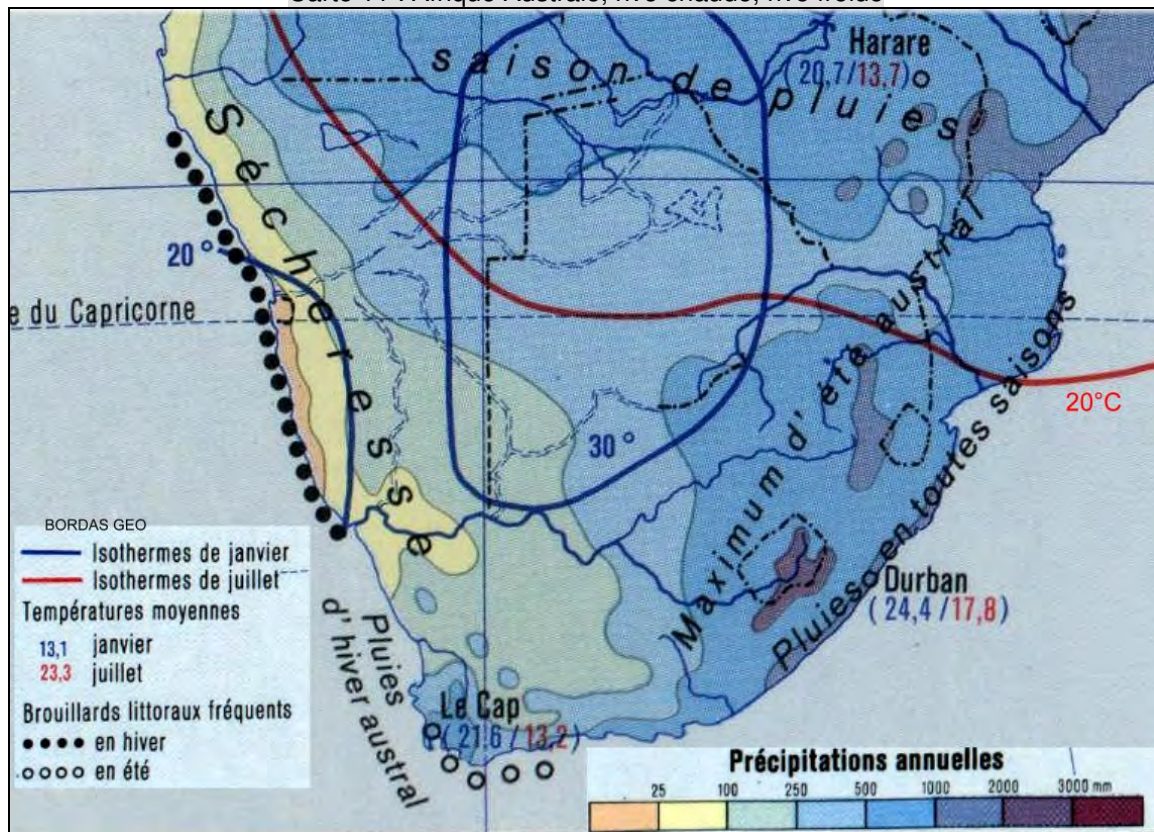 Carte 11 : Afrique Australe, rive chaude, rive froide
saison de pluies
Harare
(20,7/13,7)
Sécheresse
20°
e du Capricorne
30°
20°C
Maximum d'été austral
Pluies en toutes saisons
Durban
(24,4/17,8)
Pluies
d'hiver austral
Le Cap
(21,6/13,2)
BORDAS GEO
Isothermes de janvier
Isothermes de juillet
Températures moyennes
13,1 janvier
23,3 juillet
Brouillards littoraux fréquents
en hiver
en été
Précipitations annuelles
25 100 250 500 1000 2000 3000 mm